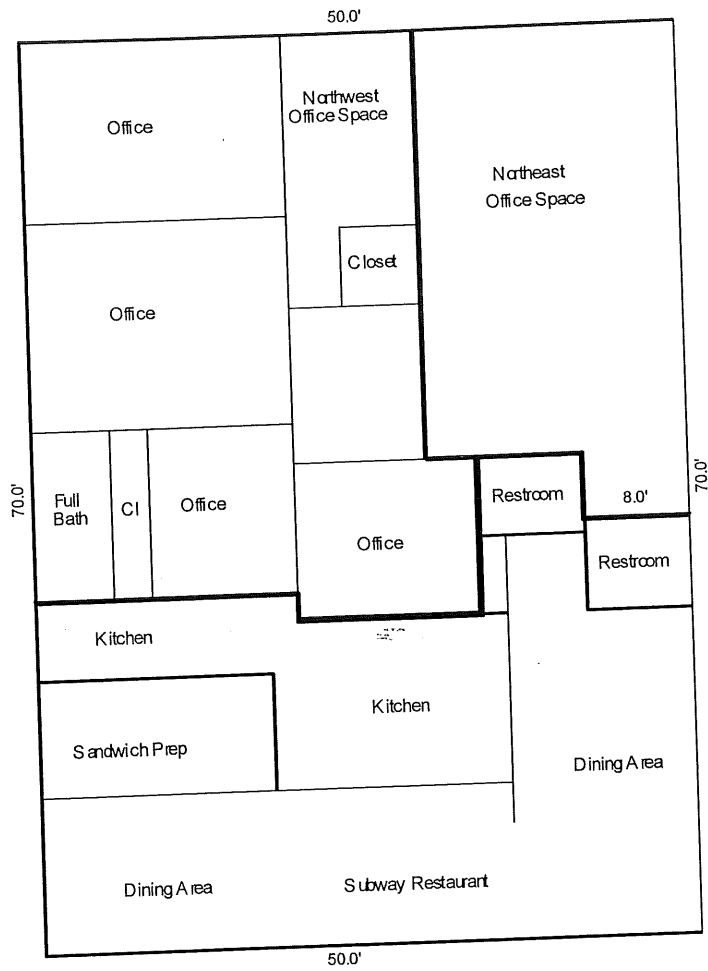 50.0'
Northwest
Office Space
Office
Northeast
Office Space
Closet
Office
70.0'
70.0'
Full
Bath
Cl
Office
Restroom
8.0'
Office
Restroom
Kitchen
Kitchen
Sandwich Prep
Dining Area
Dining Area
Subway Restaurant
50.0'